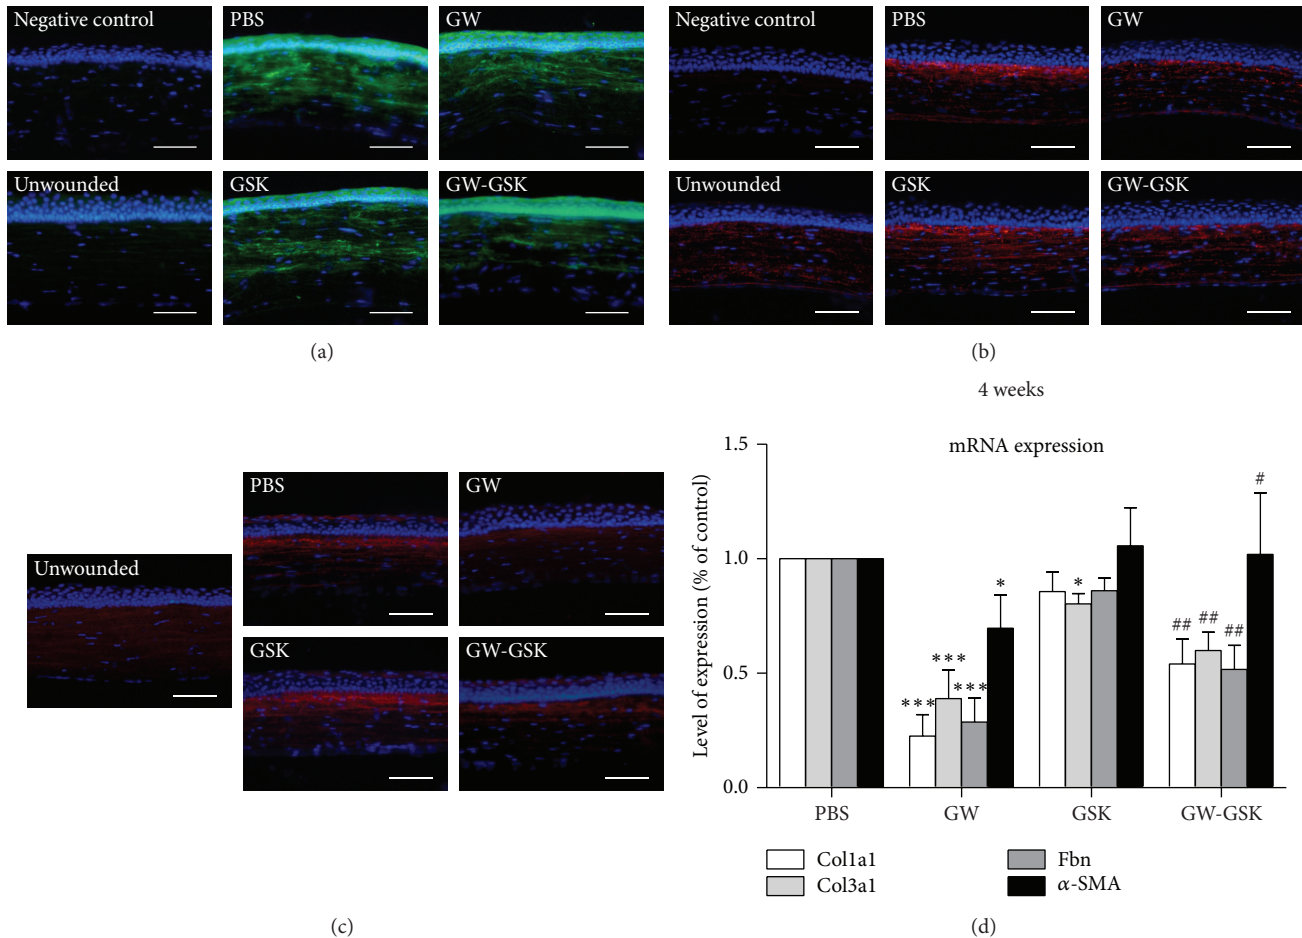 Negative control
PBS
GW
Unwounded
GSK
GW-GSK
(a)
Negative control
PBS
GW
Unwounded
GSK
GW-GSK
(b)
Unwounded
PBS
GW
GSK
GW-GSK
(c)
4 weeks
mRNA expression
Level of expression (% of control)
1.5
1.0
0.5
0.0
***
***
***
*
*
##
##
##
#
PBS
GW
GSK
GW-GSK
Col1a1
Col3a1
Fbn
α-SMA
(d)